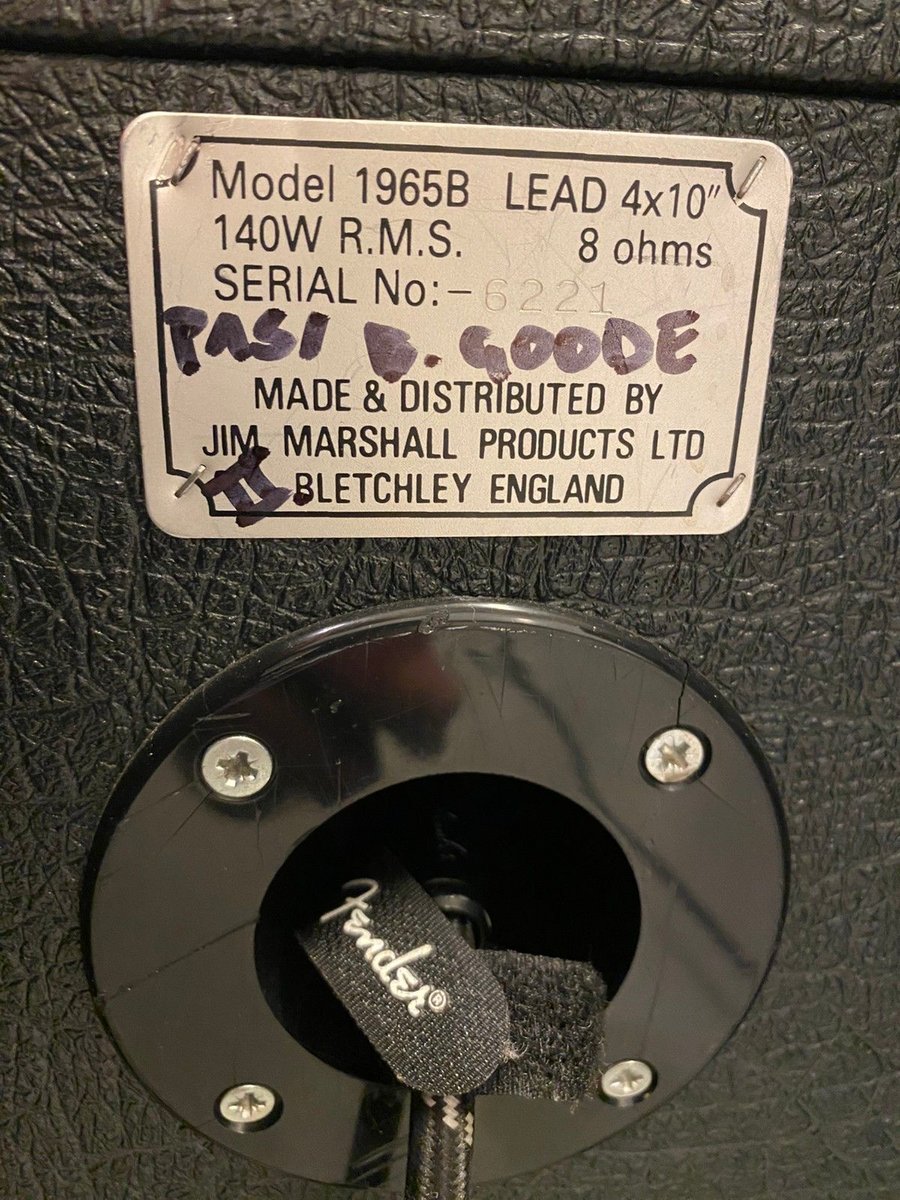 Model 1965B LEAD 4x10"
140W R.M.S. 8 ohms
SERIAL No:- 6221
PASI B. GOODE
MADE & DISTRIBUTED BY
JIM MARSHALL PRODUCTS LTD
II BLETCHLEY ENGLAND
Fender®